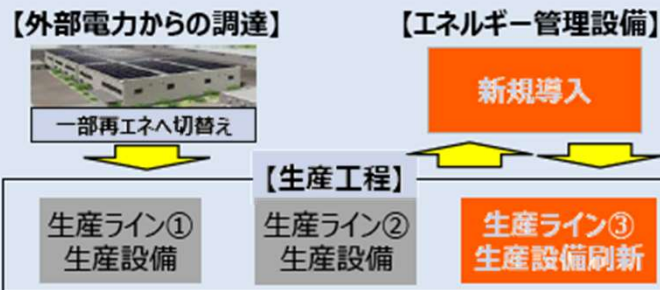 【外部電力からの調達】
【エネルギー管理設備】
新規導入
一部再エネへ切替え
【生産工程】
生産ライン①
生産設備
生産ライン②
生産設備
生産ライン③
生産設備刷新